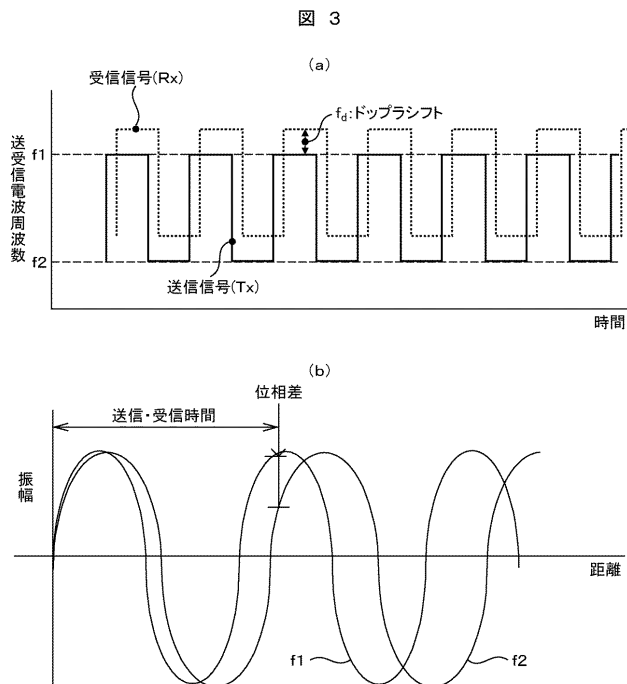 図 3
(a)
受信信号(Rx)
fd:ドップラシフト
送受信電波周波数
f1
f2
送信信号(Tx)
時間
(b)
位相差
送信・受信時間
振幅
距離
f1
f2